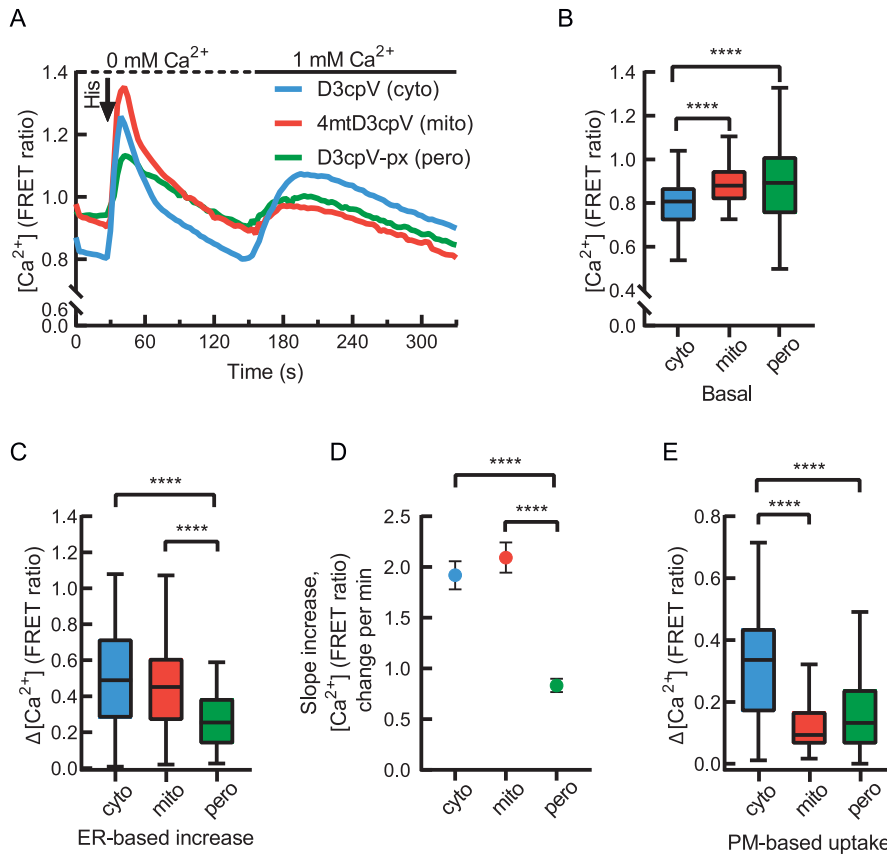 A
0 mM Ca2+
1 mM Ca2+
His
D3cpV (cyto)
4mtD3cpV (mito)
D3cpV-px (pero)
[Ca2+] (FRET ratio)
1.4
1.2
1.0
0.8
0.6
0.0
0 60 120 180 240 300
Time (s)
B
****
****
[Ca2+] (FRET ratio)
1.4
1.2
1.0
0.8
0.6
0.4
0.0
cyto mito pero
Basal
C
****
****
Δ[Ca2+] (FRET ratio)
1.4
1.2
1.0
0.8
0.6
0.4
0.2
0.0
cyto mito pero
ER-based increase
D
****
****
Slope increase,
[Ca2+] (FRET ratio)
change per min
2.5
2.0
1.5
1.0
0.5
0.0
cyto mito pero
E
****
****
Δ[Ca2+] (FRET ratio)
0.8
0.6
0.4
0.2
0.0
cyto mito pero
PM-based uptake